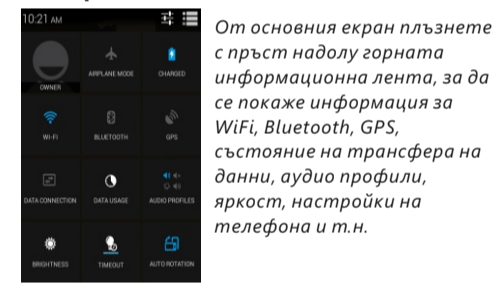 10:21 AM
OWNER
AIRPLANE MODE
CHARGED
WI-FI
BLUETOOTH
GPS
DATA CONNECTION
DATA USAGE
AUDIO PROFILES
BRIGHTNESS
TIMEOUT
AUTO ROTATION
От основния екран плъзнете
с пръст надолу горната
информационна лента, за да
се покаже информация за
WiFi, Bluetooth, GPS,
състояние на трансфера на
данни, аудио профили,
яркост, настройки на
телефона и т.н.